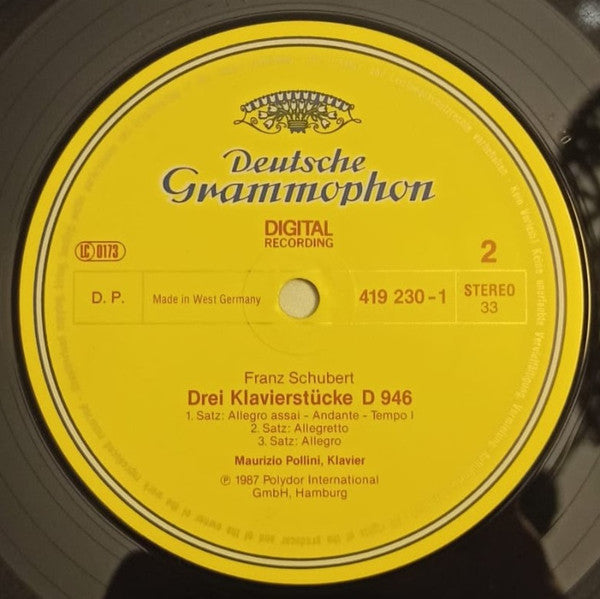 Deutsche
Grammophon
DIGITAL
RECORDING
LC 0173
2
D. P.
Made in West Germany
419 230-1
STEREO
33
Franz Schubert
Drei Klavierstücke D 946
1. Satz: Allegro assai - Andante - Tempo I
2. Satz: Allegretto
3. Satz: Allegro
Maurizio Pollini, Klavier
℗ 1987 Polydor International
GmbH, Hamburg